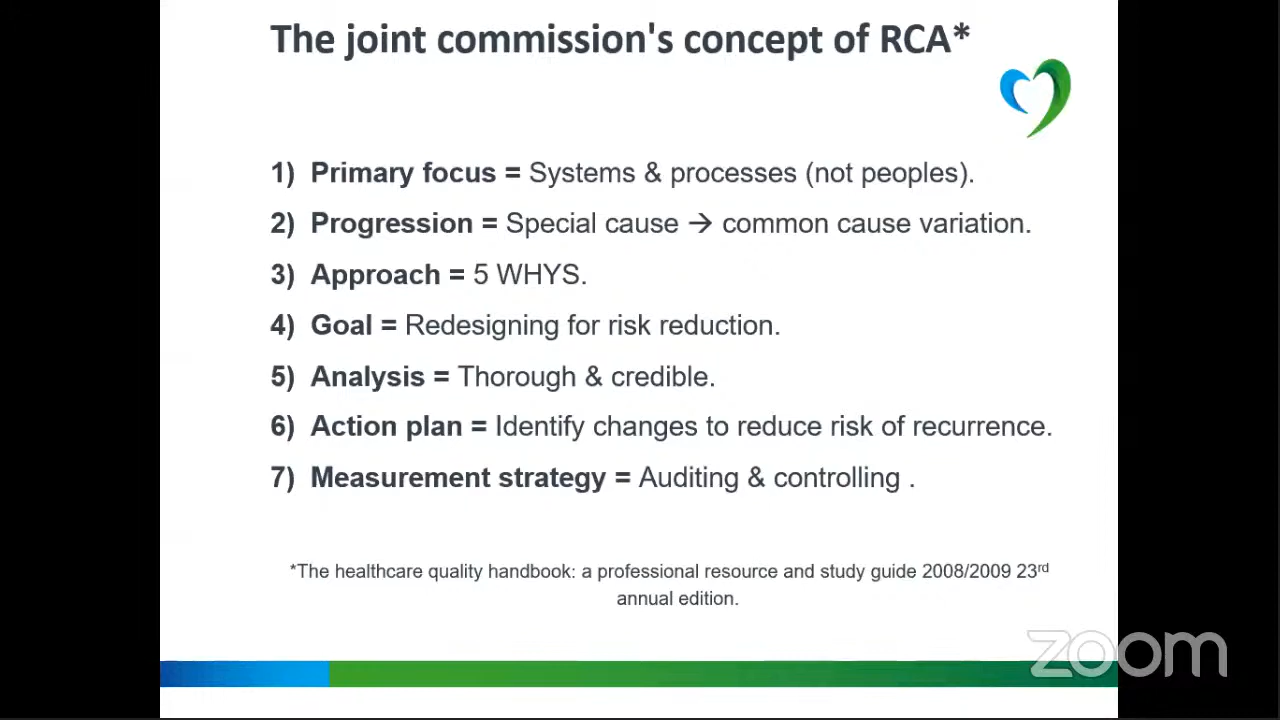 The joint commission's concept of RCA*
1) Primary focus = Systems & processes (not peoples).
2) Progression = Special cause → common cause variation.
3) Approach = 5 WHYS.
4) Goal = Redesigning for risk reduction.
5) Analysis = Thorough & credible.
6) Action plan = Identify changes to reduce risk of recurrence.
7) Measurement strategy = Auditing & controlling .
*The healthcare quality handbook: a professional resource and study guide 2008/2009 23rd
annual edition.
zoom